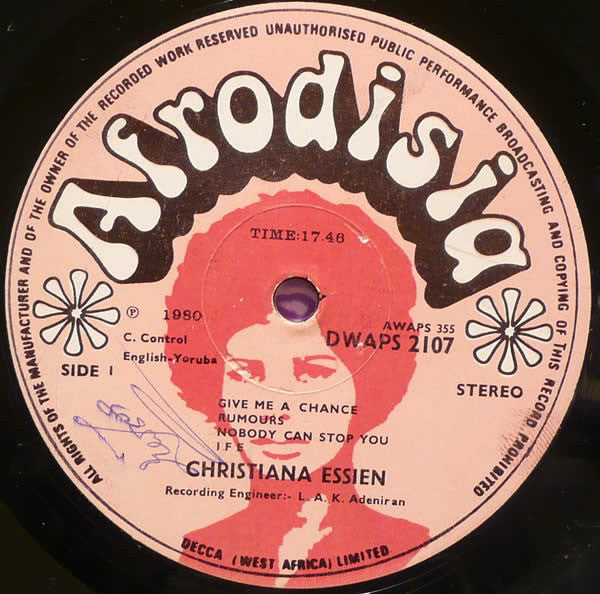 ALL RIGHTS OF THE MANUFACTURER AND OF THE OWNER OF THE RECORDED WORK RESERVED UNAUTHORISED PUBLIC PERFORMANCE BROADCASTING AND COPYING OF THIS RECORD PROHIBITED
Afrodisia
TIME:17.46
℗ 1980
AWAPS 355
C. Control
DWAPS 2107
English-Yoruba
SIDE 1
STEREO
GIVE ME A CHANCE
RUMOURS
NOBODY CAN STOP YOU
IFE
CHRISTIANA ESSIEN
Recording Engineer:- L. A. K. Adeniran
DECCA (WEST AFRICA) LIMITED